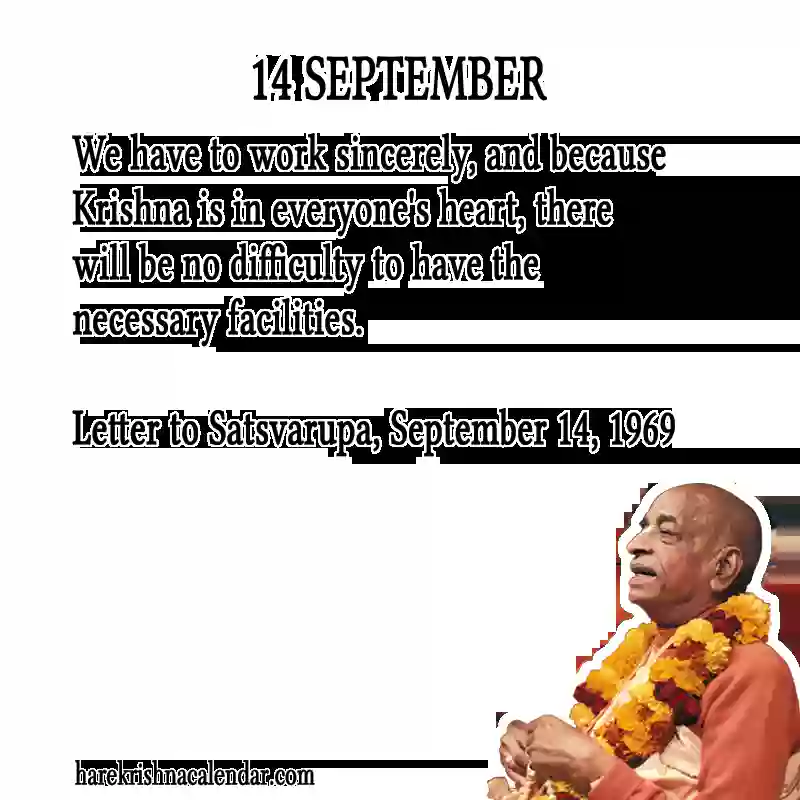 14 SEPTEMBER
We have to work sincerely, and because
Krishna is in everyone's heart, there
will be no difficulty to have the
necessary facilities.
Letter to Satsvarupa, September 14, 1969
harekrishnacalendar.com